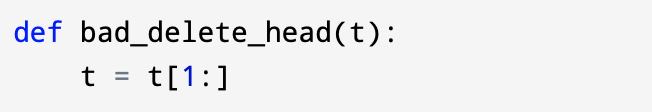 def bad_delete_head(t):
    t = t[1:]